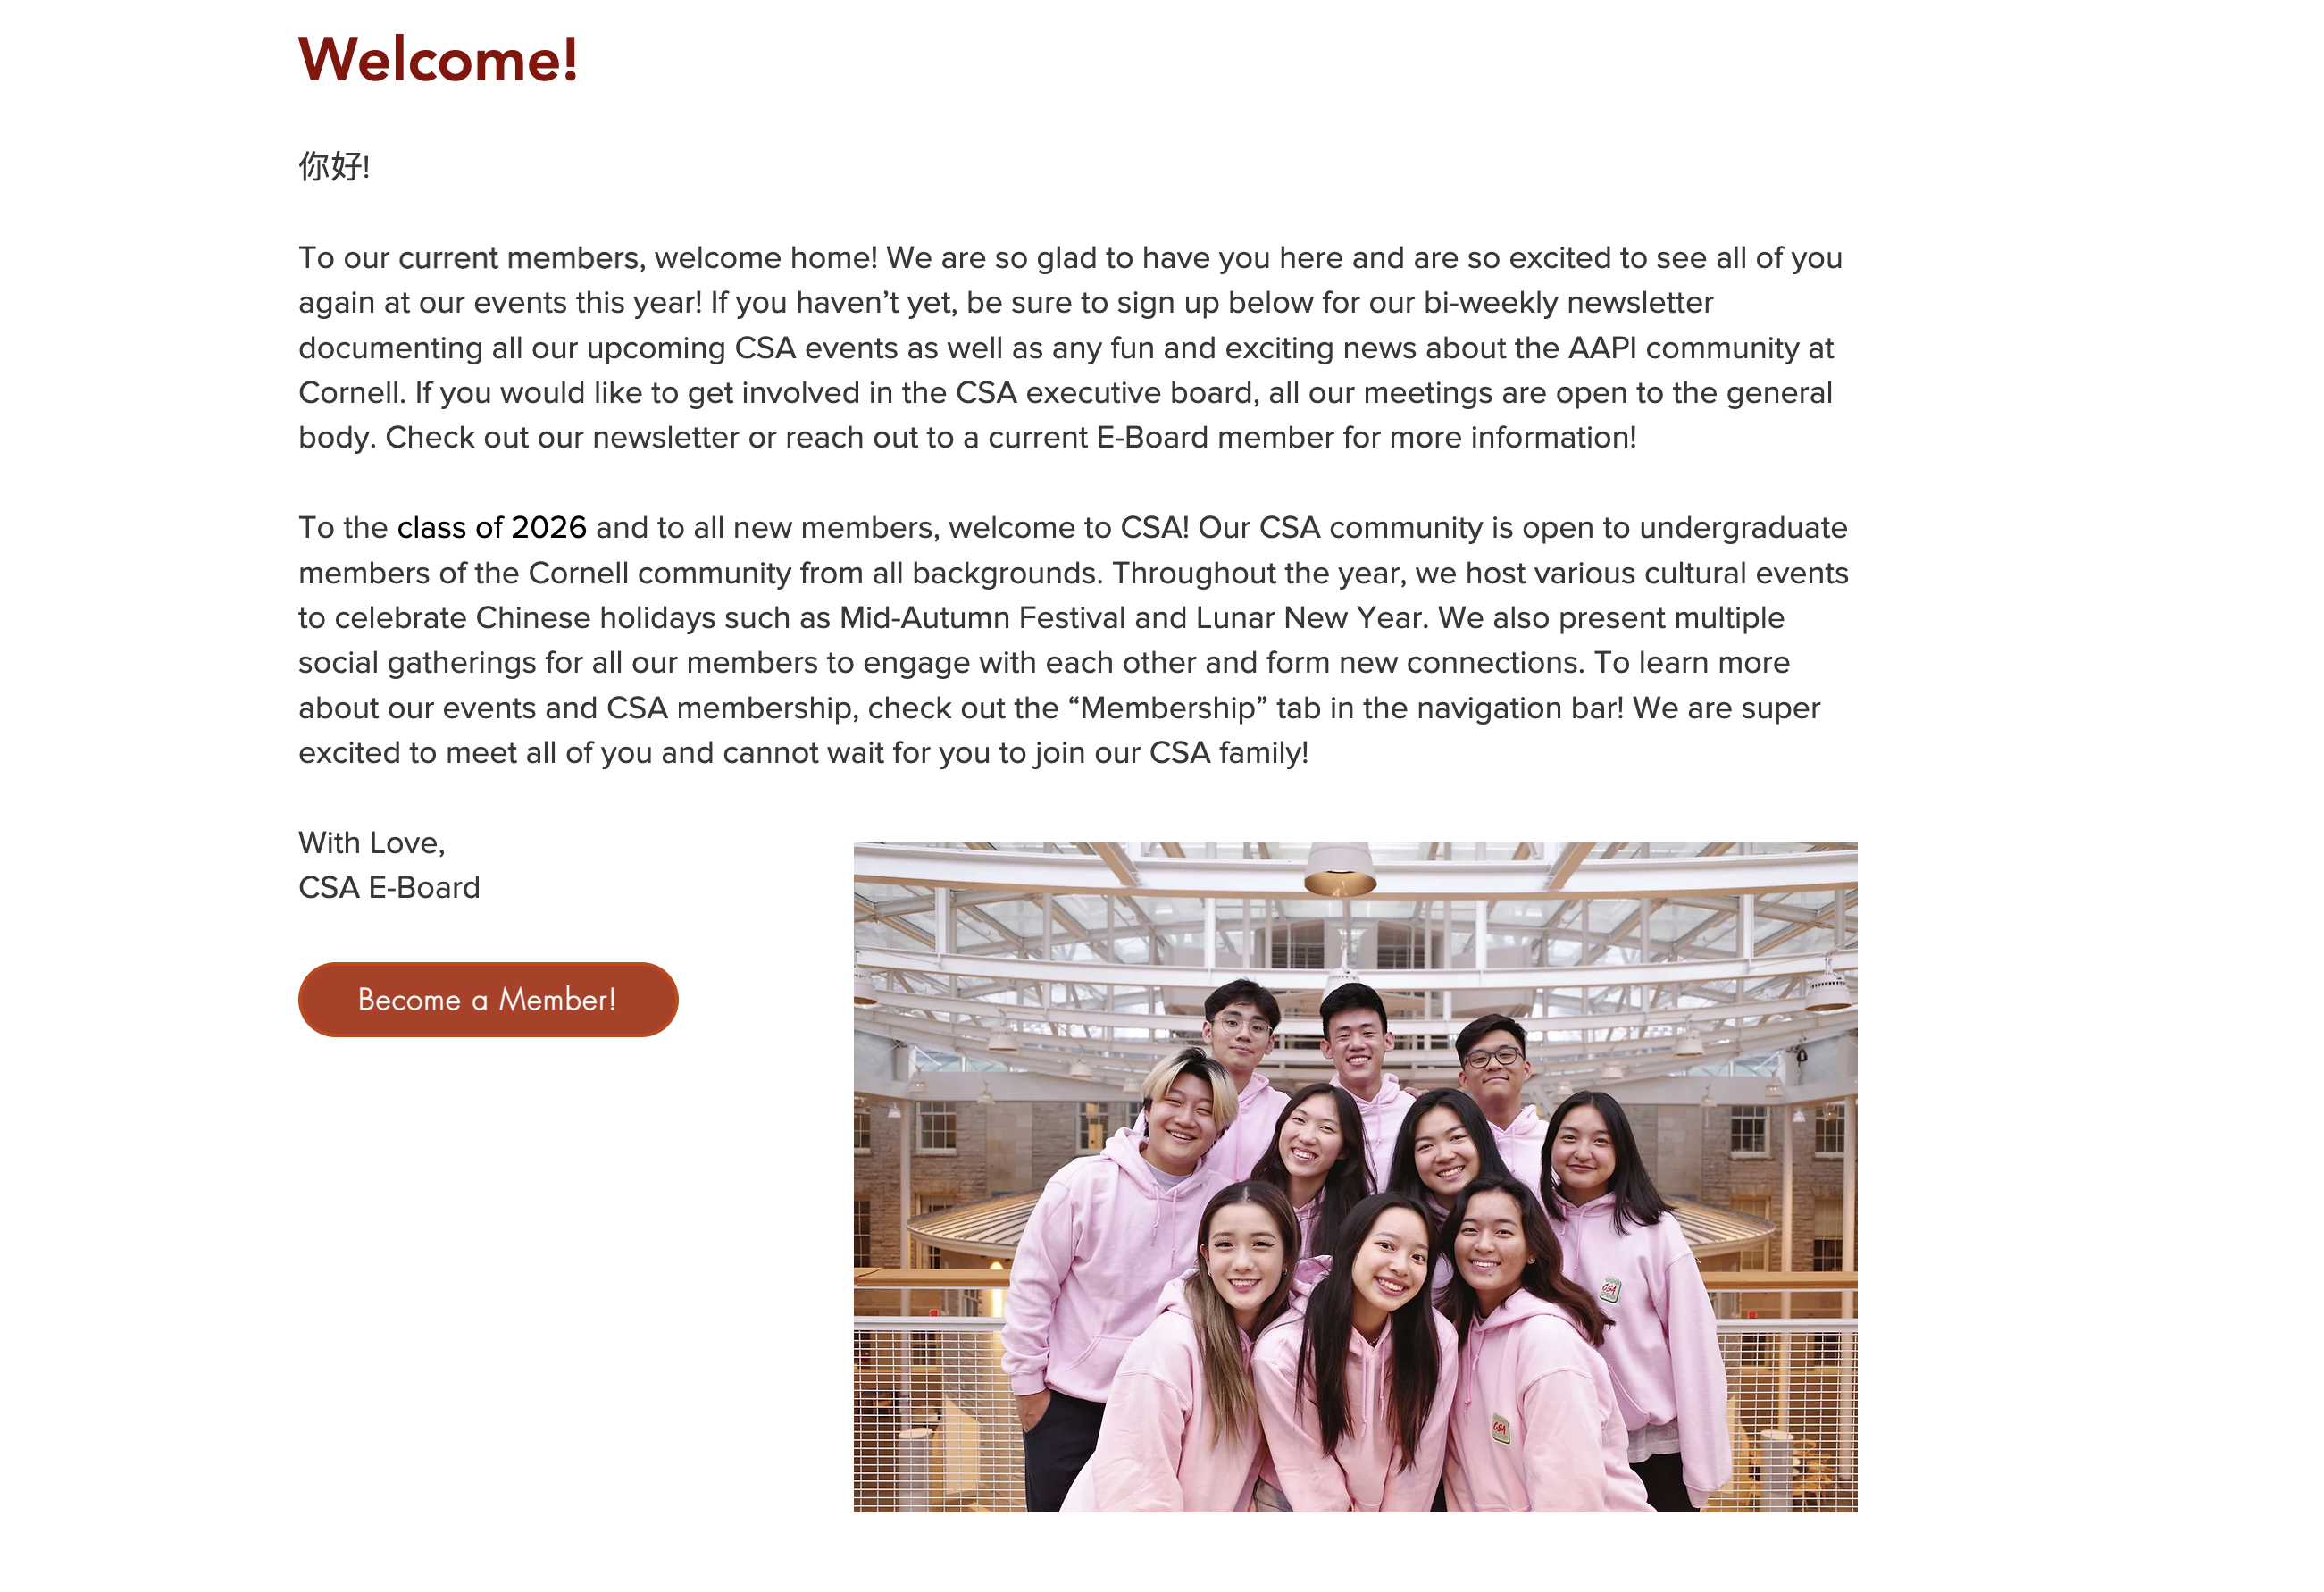 Welcome!
你好!
To our current members, welcome home! We are so glad to have you here and are so excited to see all of you
again at our events this year! If you haven’t yet, be sure to sign up below for our bi-weekly newsletter
documenting all our upcoming CSA events as well as any fun and exciting news about the AAPI community at
Cornell. If you would like to get involved in the CSA executive board, all our meetings are open to the general
body. Check out our newsletter or reach out to a current E-Board member for more information!
To the class of 2026 and to all new members, welcome to CSA! Our CSA community is open to undergraduate
members of the Cornell community from all backgrounds. Throughout the year, we host various cultural events
to celebrate Chinese holidays such as Mid-Autumn Festival and Lunar New Year. We also present multiple
social gatherings for all our members to engage with each other and form new connections. To learn more
about our events and CSA membership, check out the “Membership” tab in the navigation bar! We are super
excited to meet all of you and cannot wait for you to join our CSA family!
With Love,
CSA E-Board
Become a Member!
CSA
CSA